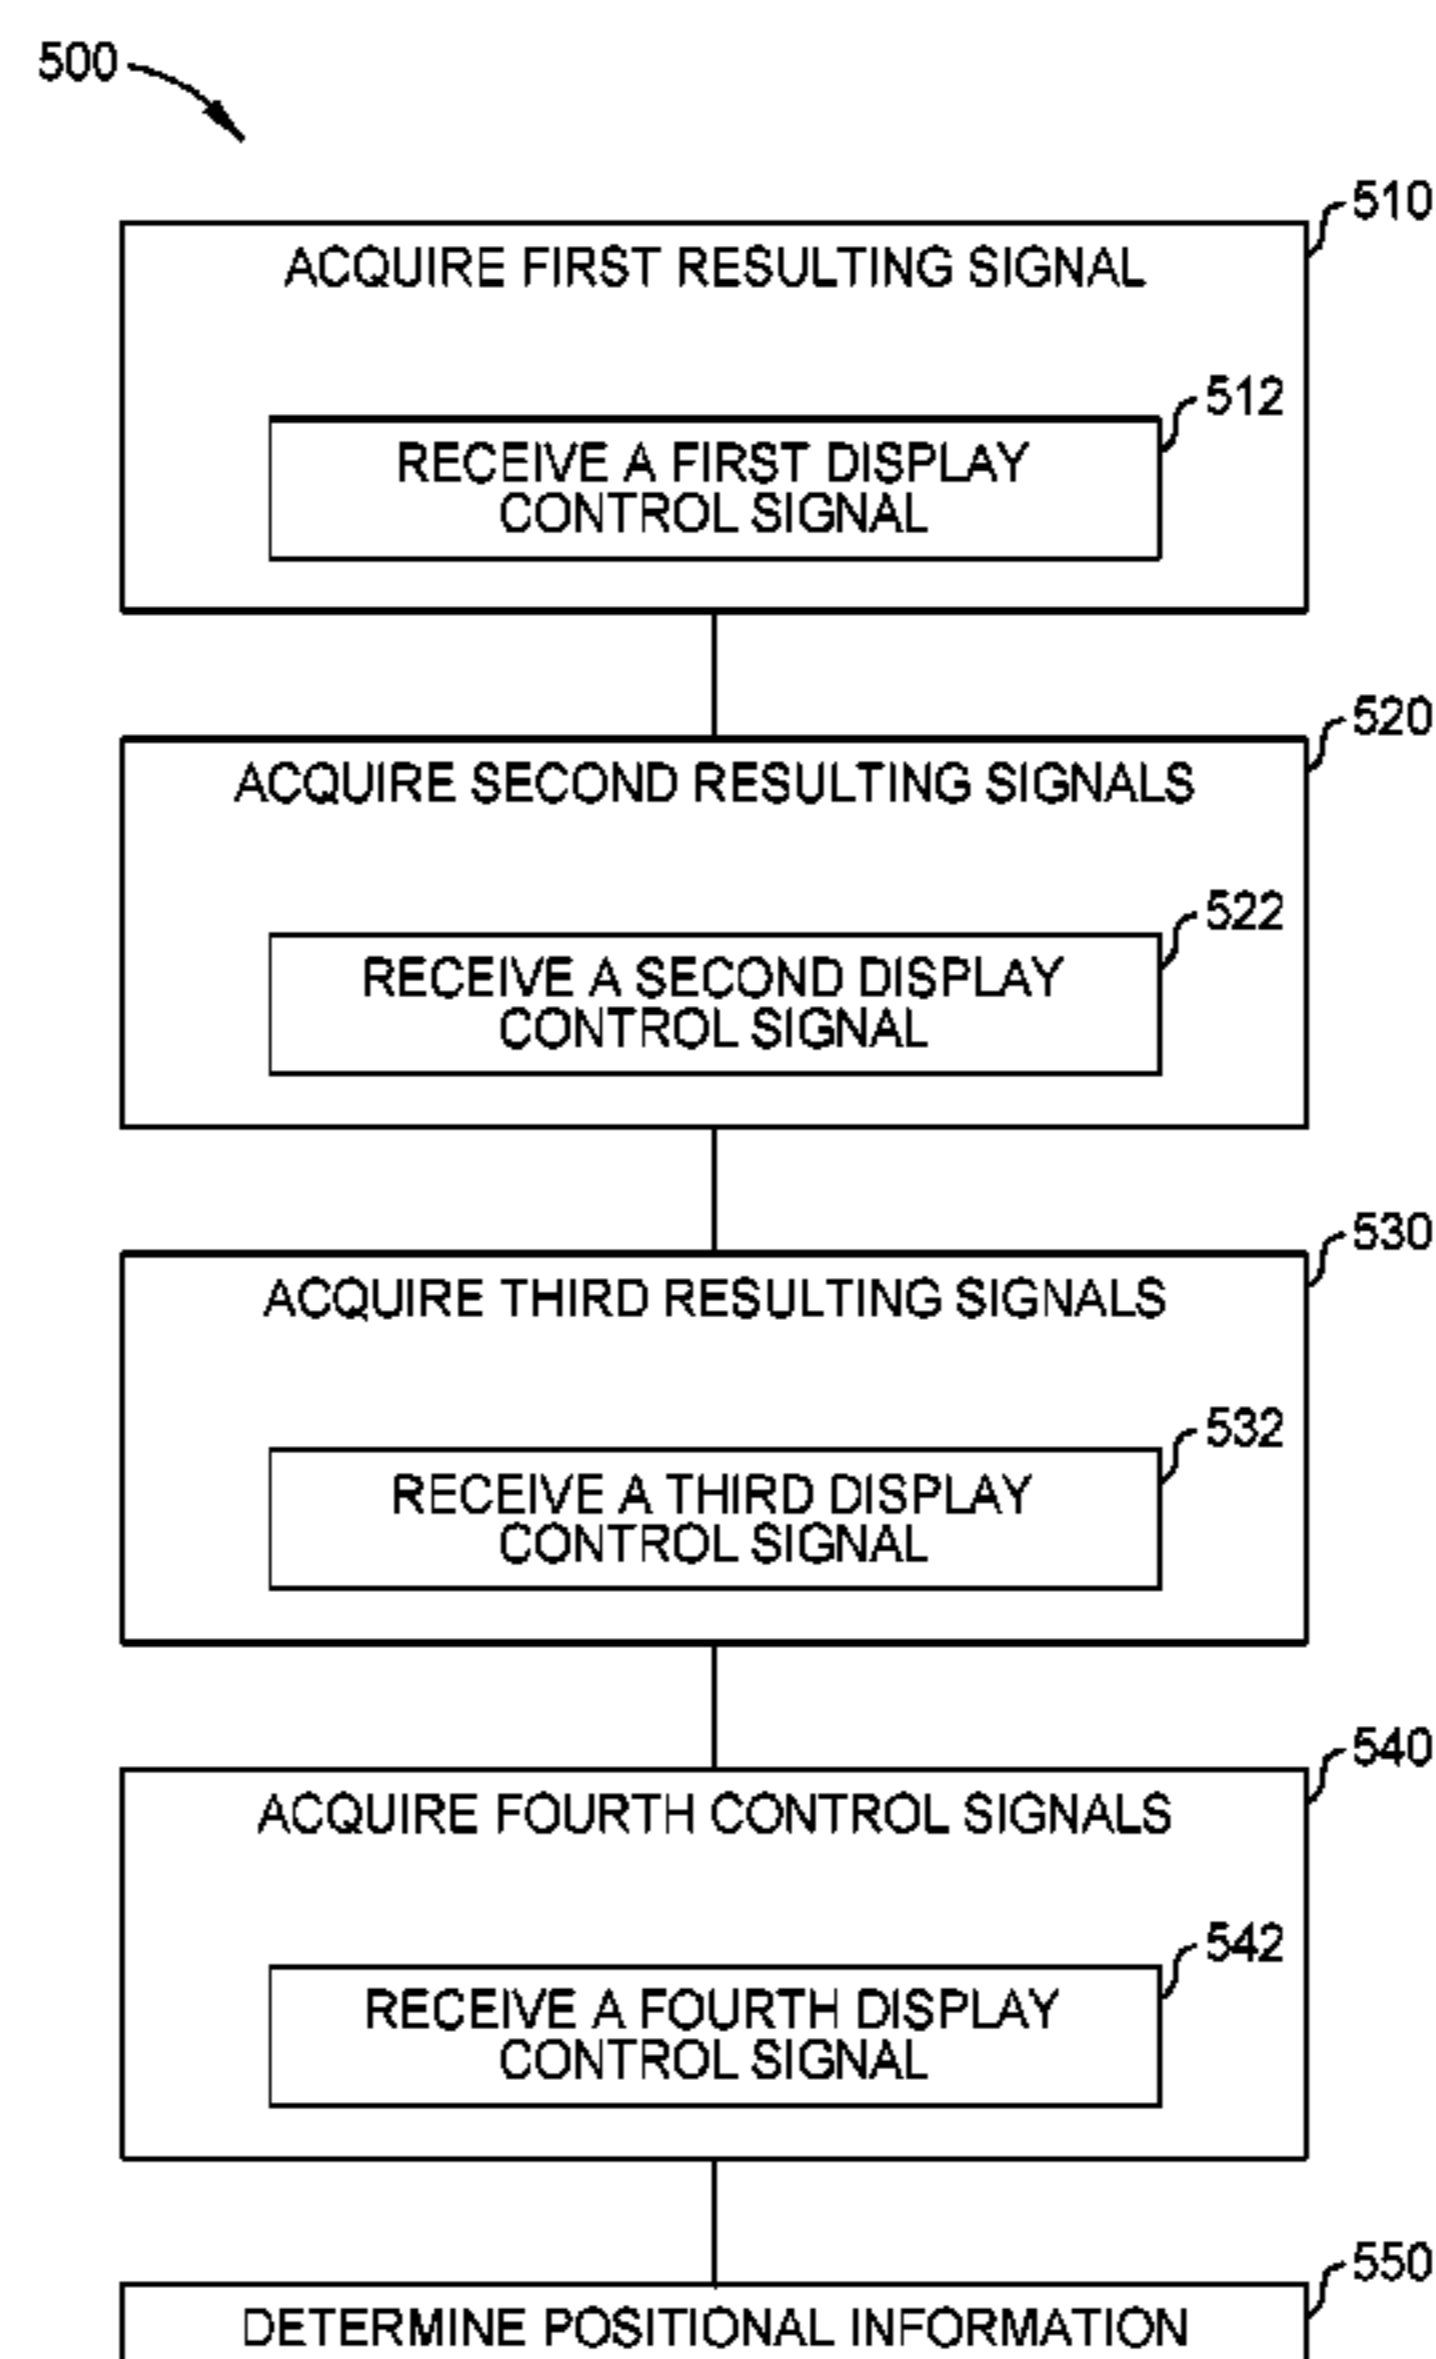 500
510
ACQUIRE FIRST RESULTING SIGNAL
512
RECEIVE A FIRST DISPLAY
CONTROL SIGNAL
520
ACQUIRE SECOND RESULTING SIGNALS
522
RECEIVE A SECOND DISPLAY
CONTROL SIGNAL
530
ACQUIRE THIRD RESULTING SIGNALS
532
RECEIVE A THIRD DISPLAY
CONTROL SIGNAL
540
ACQUIRE FOURTH CONTROL SIGNALS
542
RECEIVE A FOURTH DISPLAY
CONTROL SIGNAL
550
DETERMINE POSITIONAL INFORMATION